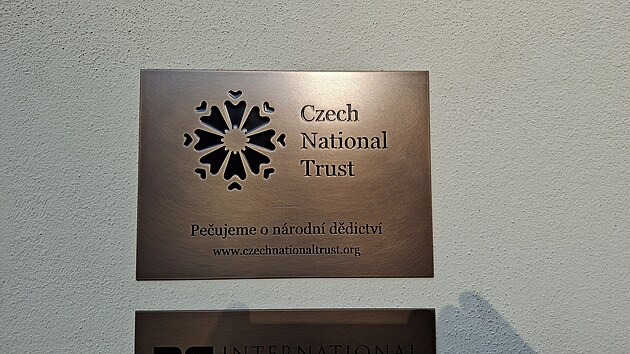 Czech
National
Trust
Pečujeme o národní dědictví
www.czechnationaltrust.org
INTERNATIONAL